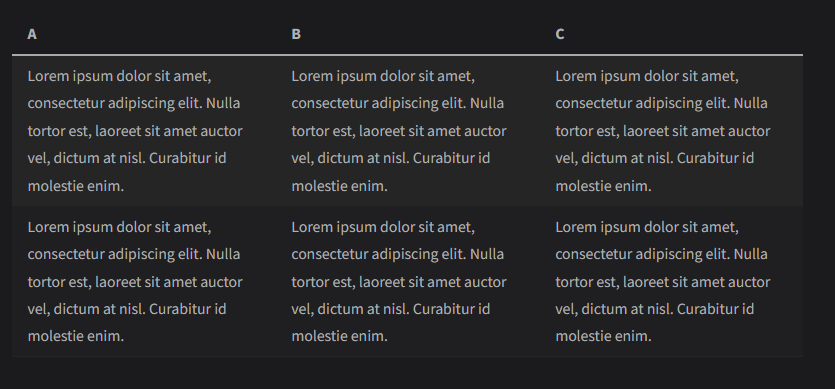 A B C
Lorem ipsum dolor sit amet,
consectetur adipiscing elit. Nulla
tortor est, laoreet sit amet auctor
vel, dictum at nisl. Curabitur id
molestie enim.
Lorem ipsum dolor sit amet,
consectetur adipiscing elit. Nulla
tortor est, laoreet sit amet auctor
vel, dictum at nisl. Curabitur id
molestie enim.
Lorem ipsum dolor sit amet,
consectetur adipiscing elit. Nulla
tortor est, laoreet sit amet auctor
vel, dictum at nisl. Curabitur id
molestie enim.
Lorem ipsum dolor sit amet,
consectetur adipiscing elit. Nulla
tortor est, laoreet sit amet auctor
vel, dictum at nisl. Curabitur id
molestie enim.
Lorem ipsum dolor sit amet,
consectetur adipiscing elit. Nulla
tortor est, laoreet sit amet auctor
vel, dictum at nisl. Curabitur id
molestie enim.
Lorem ipsum dolor sit amet,
consectetur adipiscing elit. Nulla
tortor est, laoreet sit amet auctor
vel, dictum at nisl. Curabitur id
molestie enim.